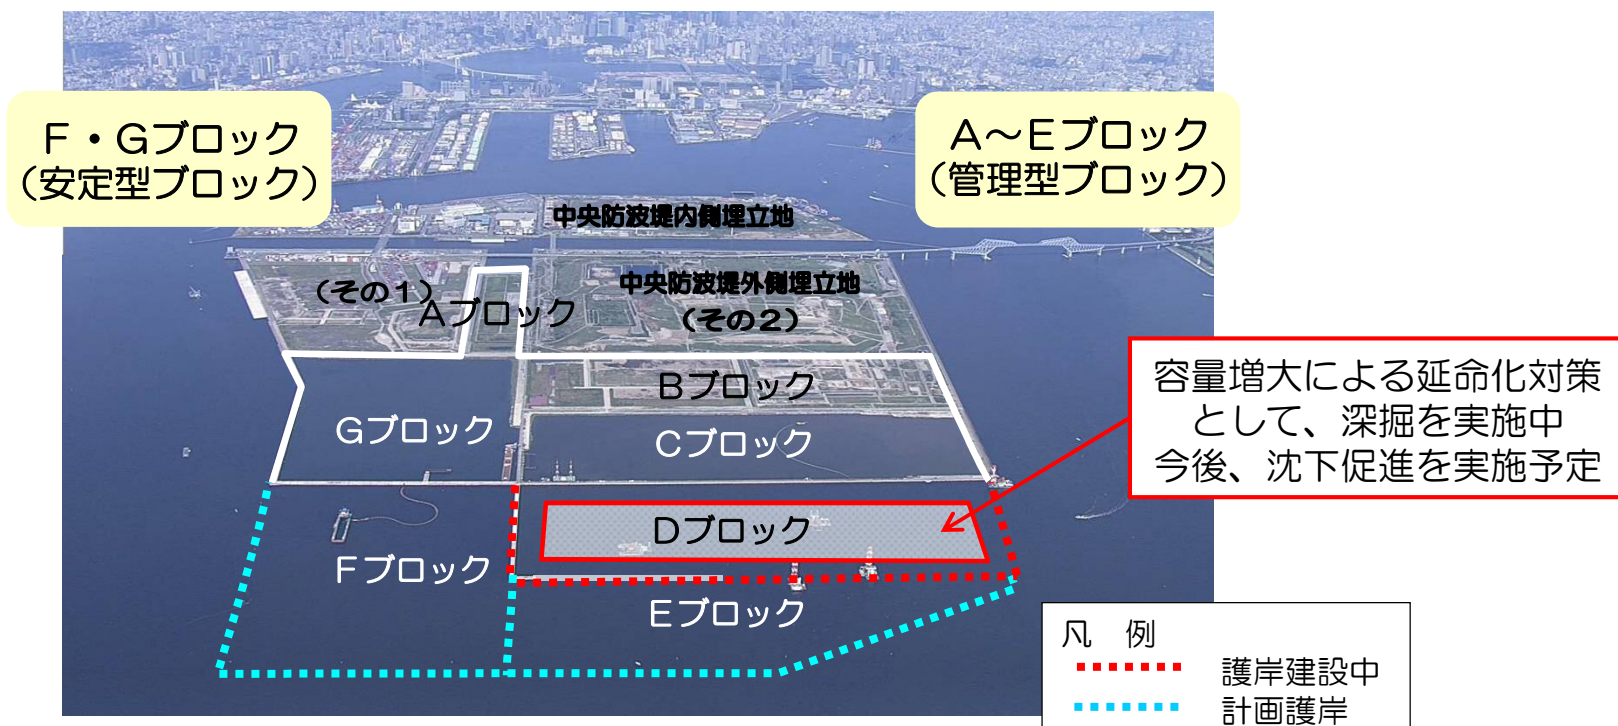 F・Gブロック
（安定型ブロック）
A～Eブロック
（管理型ブロック）
中央防波堤内側埋立地
（その１）
中央防波堤外側埋立地
（その２）
Aブロック
Bブロック
Gブロック
Cブロック
容量増大による延命化対策
として、深掘を実施中
今後、沈下促進を実施予定
Dブロック
Fブロック
Eブロック
凡　例
護岸建設中
計画護岸